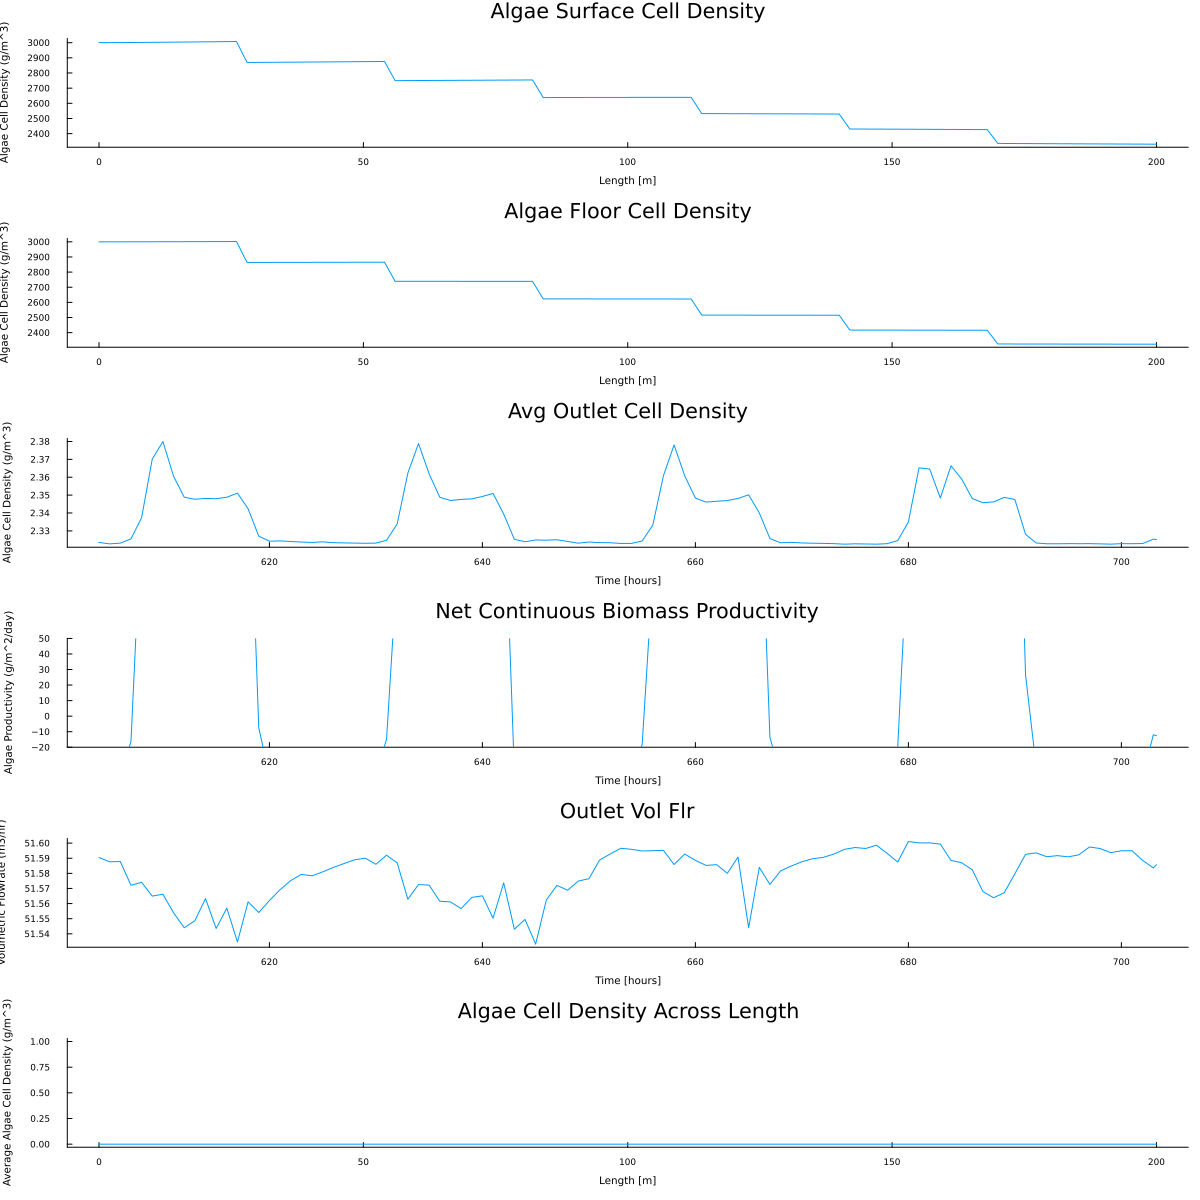 Algae Surface Cell Density
Algae Cell Density (g/m^3)
3000
2900
2800
2700
2600
2500
2400
0 50 100 150 200
Length [m]
Algae Floor Cell Density
Algae Cell Density (g/m^3)
3000
2900
2800
2700
2600
2500
2400
0 50 100 150 200
Length [m]
Avg Outlet Cell Density
Algae Cell Density (g/m^3)
2.38
2.37
2.36
2.35
2.34
2.33
620 640 660 680 700
Time [hours]
Net Continuous Biomass Productivity
Algae Productivity (g/m^2/day)
50
40
30
20
10
0
−10
−20
620 640 660 680 700
Time [hours]
Outlet Vol Flr
Volumetric Flowrate (m3/hr)
51.60
51.59
51.58
51.57
51.56
51.55
51.54
620 640 660 680 700
Time [hours]
Algae Cell Density Across Length
Average Algae Cell Density (g/m^3)
1.00
0.75
0.50
0.25
0.00
0 50 100 150 200
Length [m]